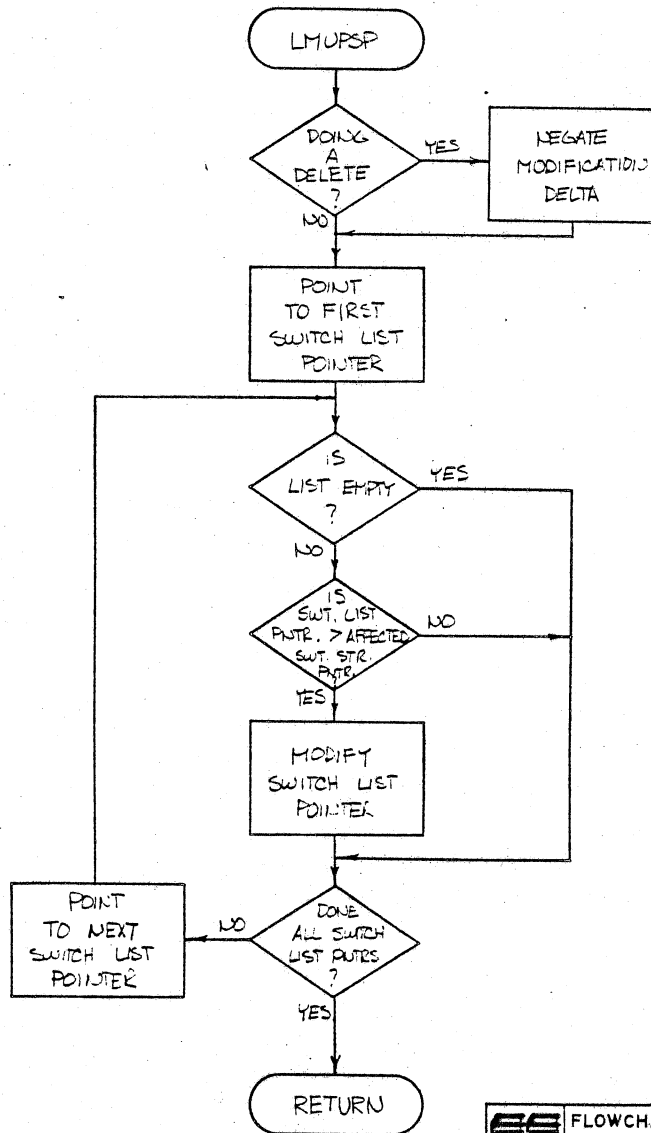 LMUPSP
DOING
A
DELETE
?
YES
NEGATE
MODIFICATION
DELTA
NO
POINT
TO FIRST
SWITCH LIST
POINTER
IS
LIST EMPTY
?
YES
NO
IS
SWT. LIST
PNTR. > AFFECTED
SWT. STR.
PNTR.
NO
YES
MODIFY
SWITCH LIST
POINTER
DONE
ALL SWTCH
LIST PNTRS
?
NO
POINT
TO NEXT
SWITCH LIST
POINTER
YES
RETURN
FLOWCH